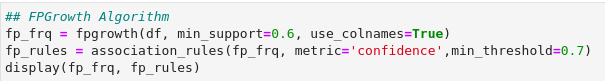 ## FPGrowth Algorithm
fp_frq = fpgrowth(df, min_support=0.6, use_colnames=True)
fp_rules = association_rules(fp_frq, metric='confidence',min_threshold=0.7)
display(fp_frq, fp_rules)